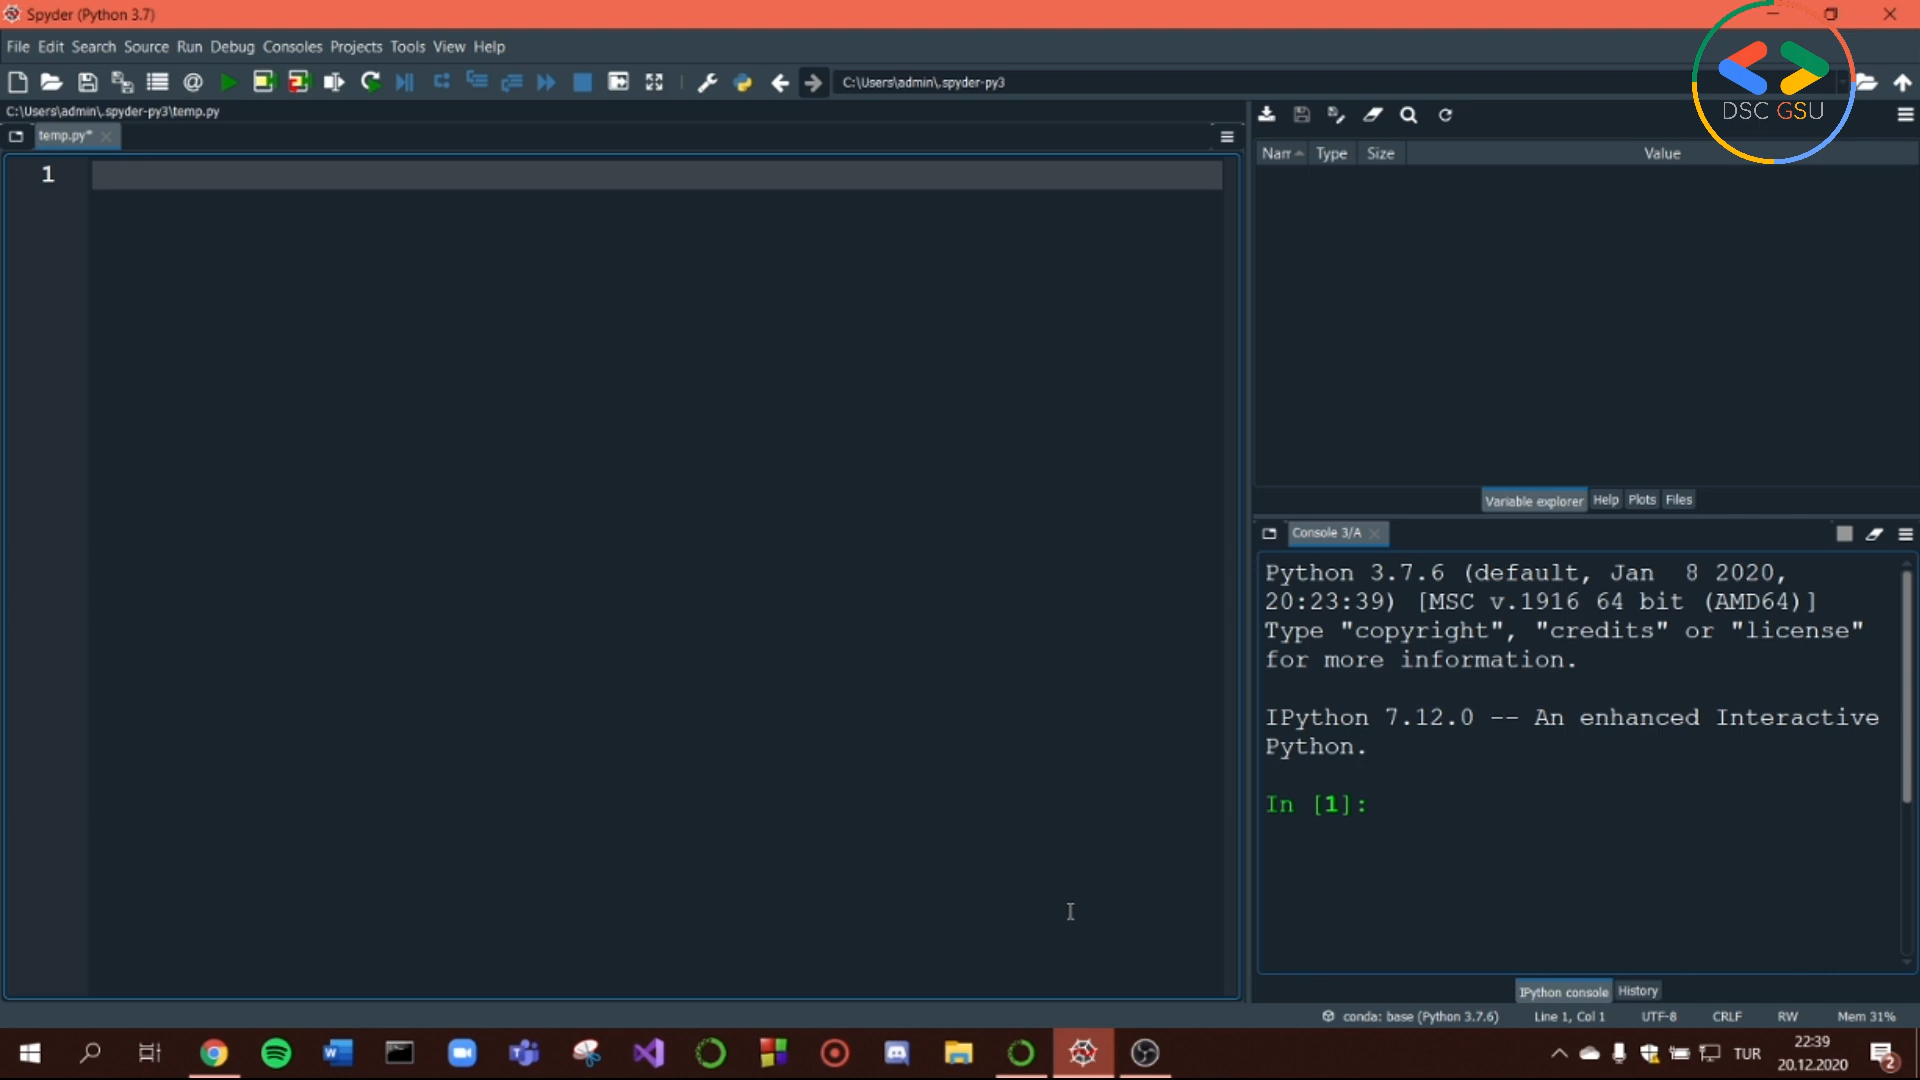 Spyder (Python 3.7)
File Edit Search Source Run Debug Consoles Projects Tools View Help
C:\Users\admin\.spyder-py3
DSC GSU
C:\Users\admin\.spyder-py3\temp.py
temp.py*
Nam Type Size Value
1
Variable explorer Help Plots Files
Console 3/A
Python 3.7.6 (default, Jan  8 2020,
20:23:39) [MSC v.1916 64 bit (AMD64)]
Type "copyright", "credits" or "license"
for more information.
IPython 7.12.0 -- An enhanced Interactive
Python.
In [1]:
IPython console History
conda: base (Python 3.7.6) Line 1, Col 1 UTF-8 CRLF RW Mem 31%
TUR
22:39
20.12.2020
2